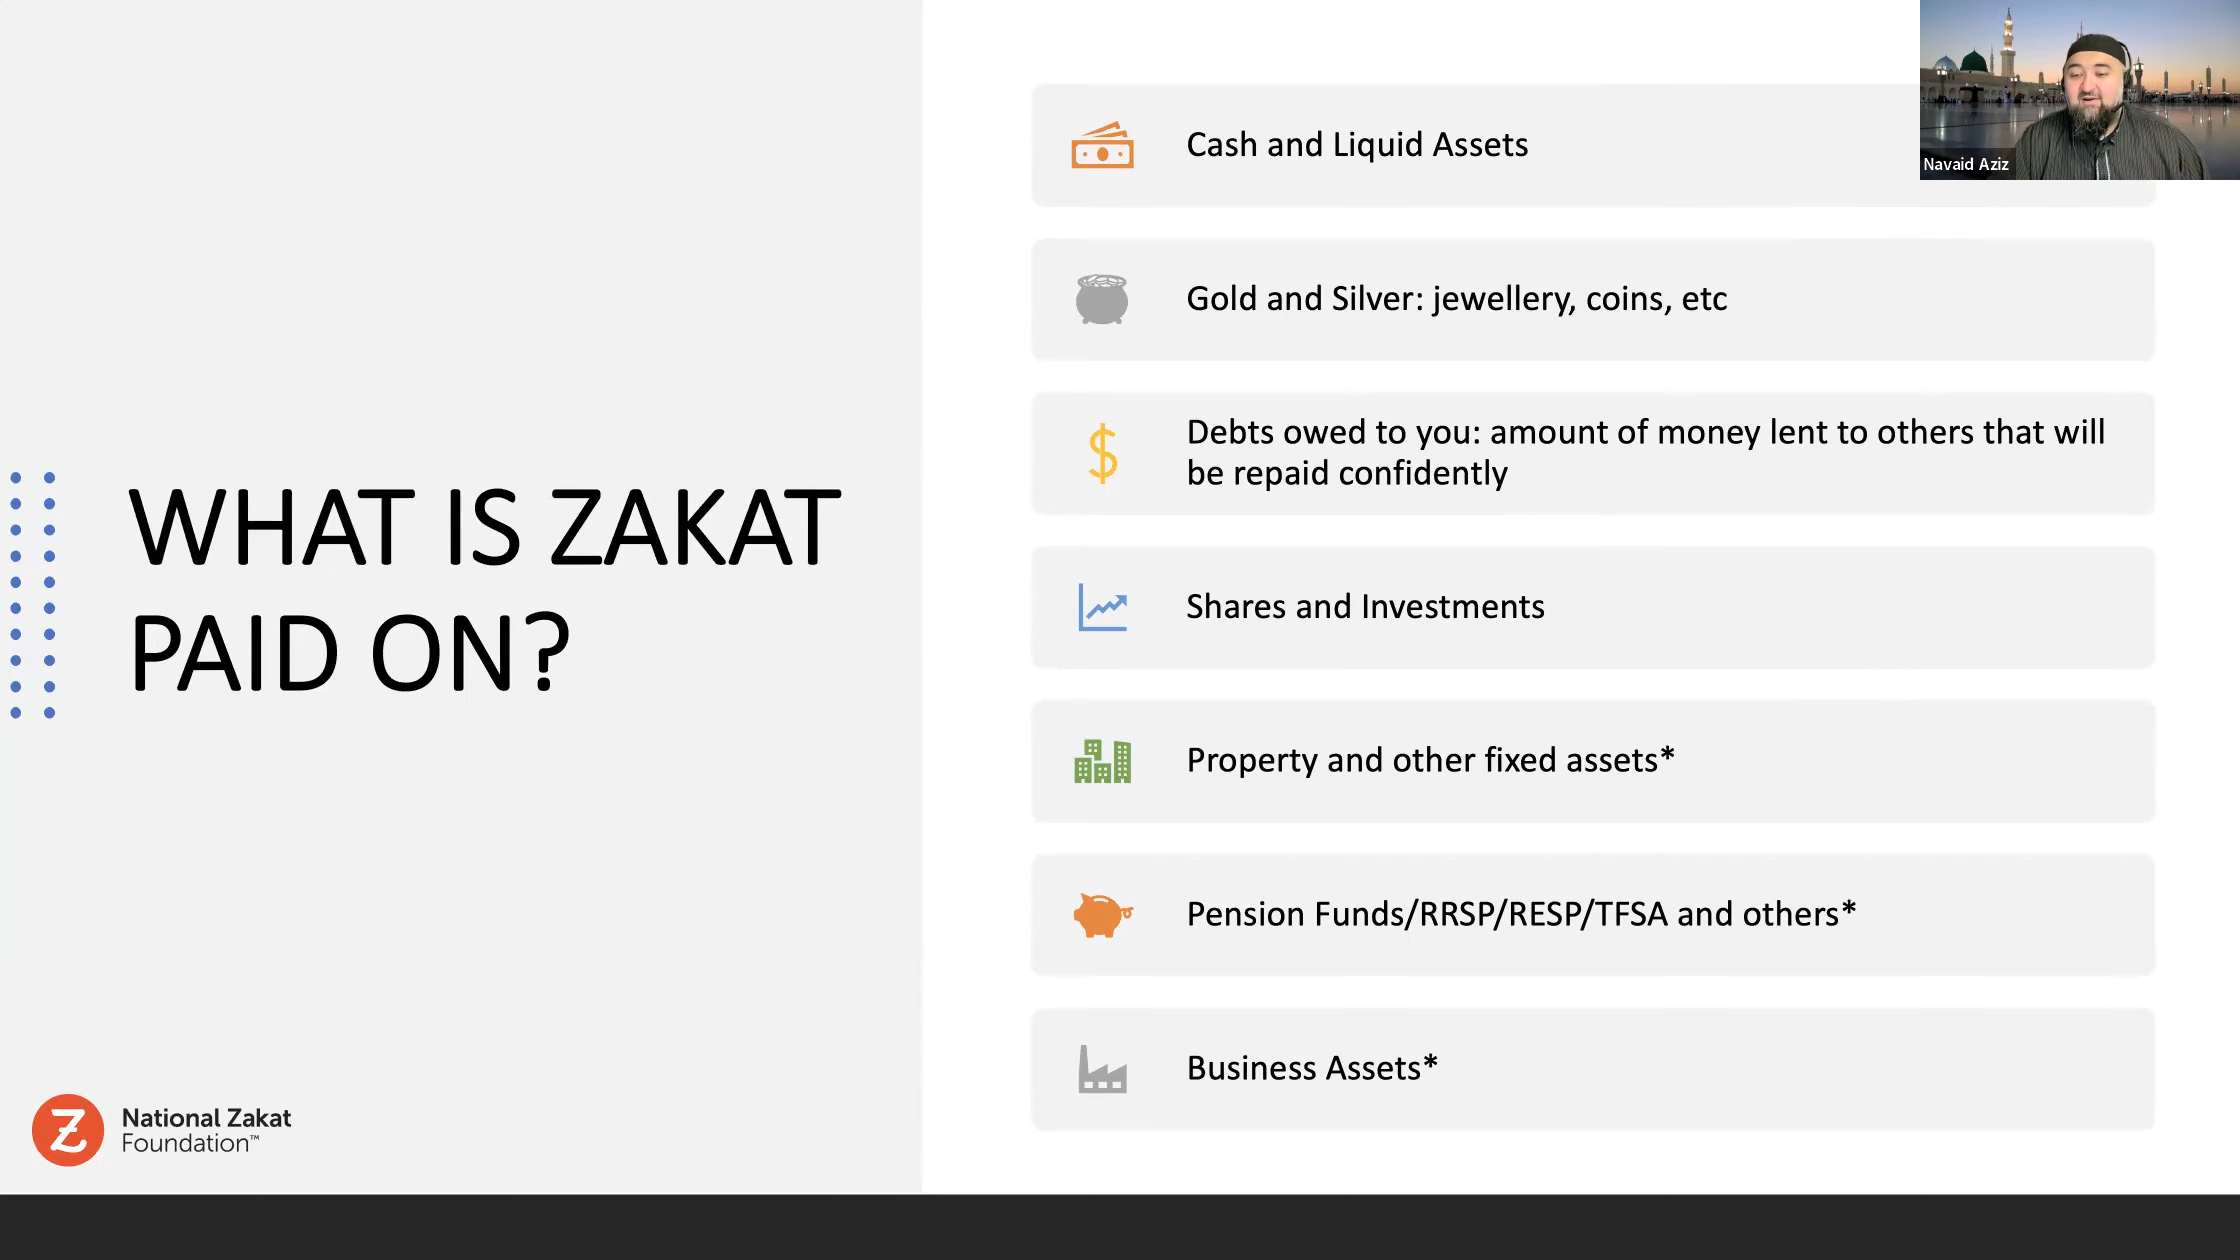 WHAT IS ZAKAT
PAID ON?
Cash and Liquid Assets
Gold and Silver: jewellery, coins, etc
Debts owed to you: amount of money lent to others that will
be repaid confidently
Shares and Investments
Property and other fixed assets*
Pension Funds/RRSP/RESP/TFSA and others*
Business Assets*
National Zakat
Foundation™
Navaid Aziz